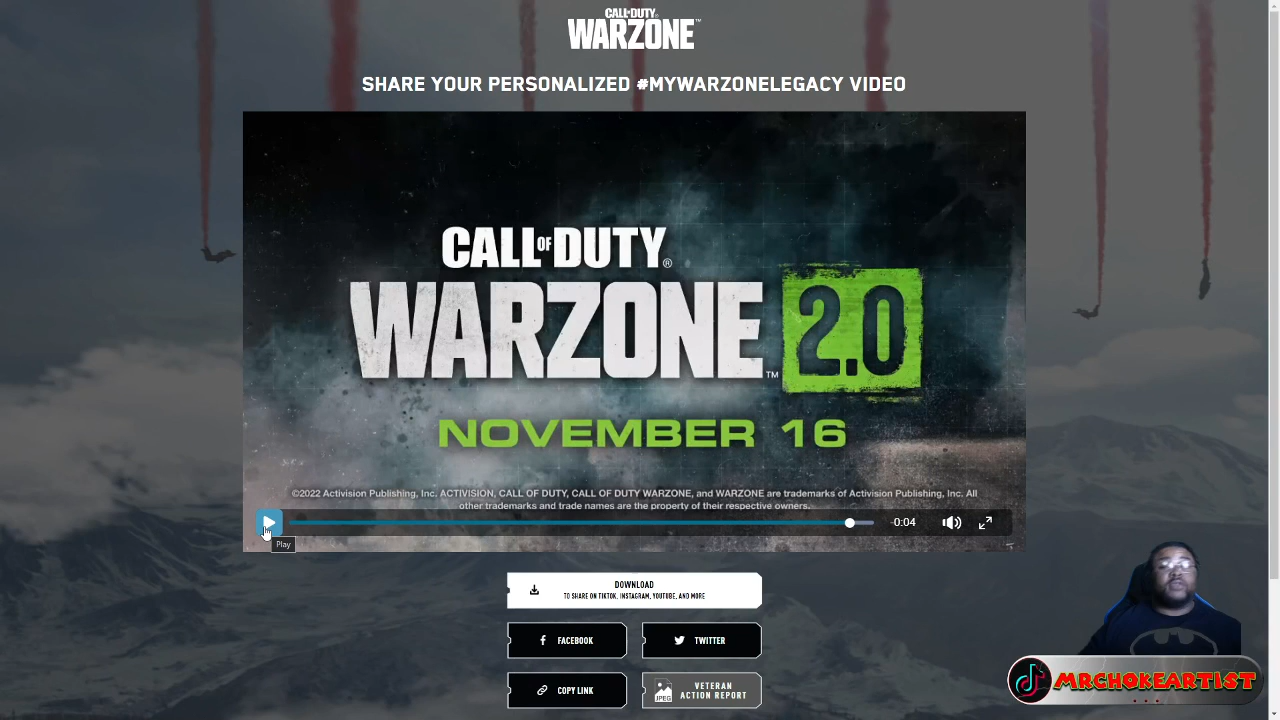 CALL OF DUTY®
WARZONE™
SHARE YOUR PERSONALIZED #MYWARZONELEGACY VIDEO
CALL OF DUTY®
WARZONE™ 2.0
NOVEMBER 16
©2022 Activision Publishing, Inc. ACTIVISION, CALL OF DUTY, CALL OF DUTY WARZONE, and WARZONE are trademarks of Activision Publishing, Inc. All
other trademarks and trade names are the property of their respective owners.
-0:04
Play
DOWNLOAD
TO SHARE ON TIKTOK, INSTAGRAM, YOUTUBE, AND MORE
FACEBOOK
TWITTER
COPY LINK
JPEG
VETERAN
ACTION REPORT
MRCHOKEARTIST